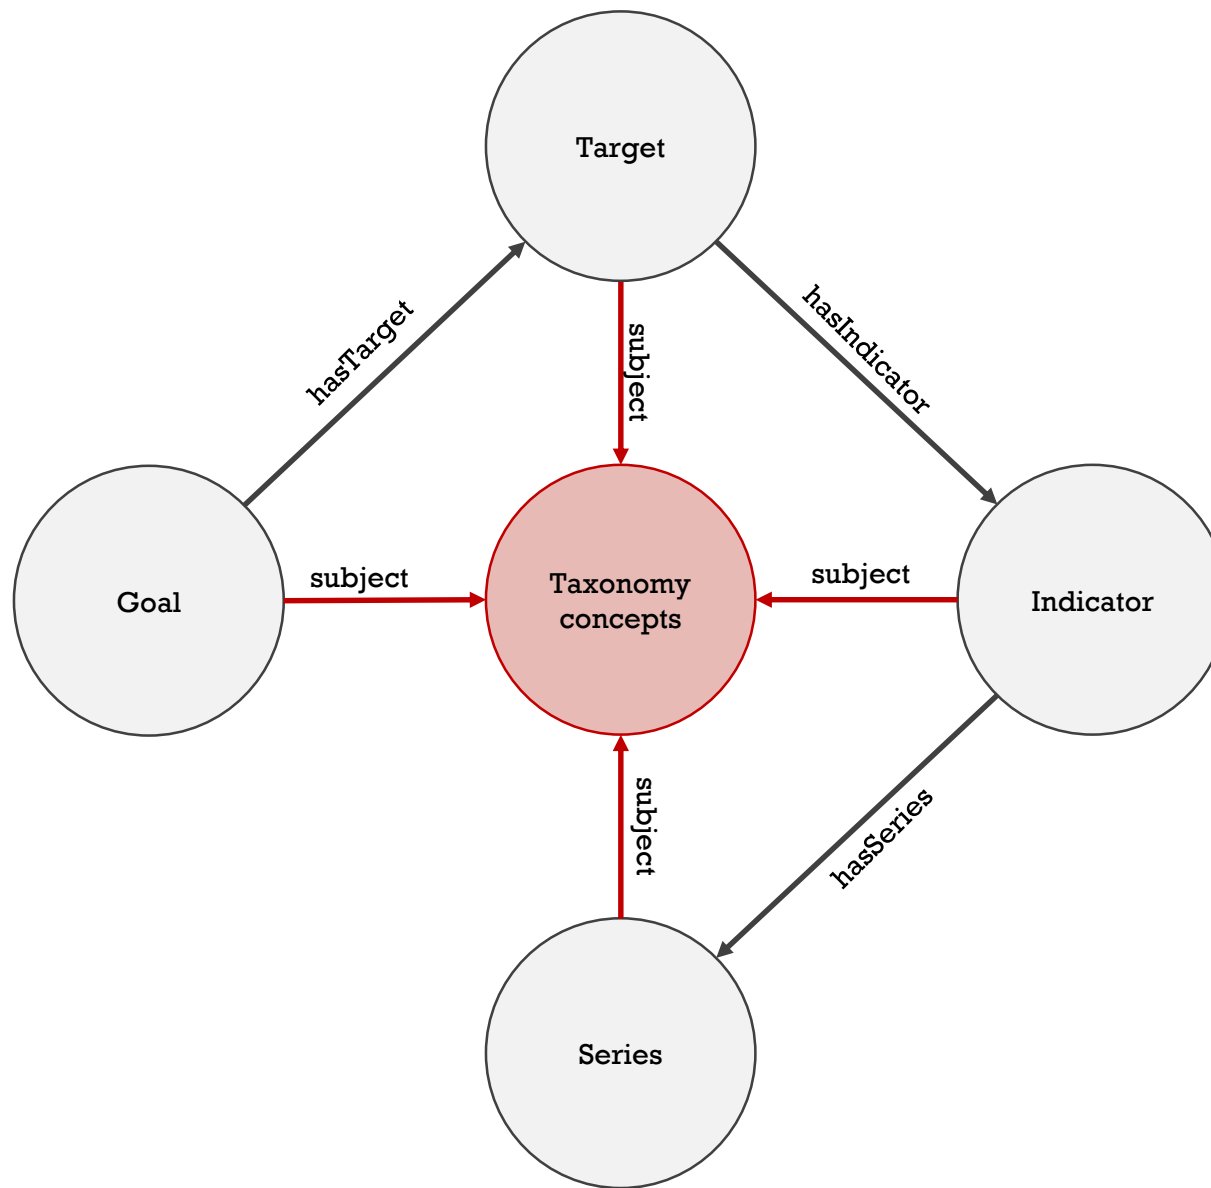 Target
hasTarget
hasIndicator
subject
Goal
subject
Taxonomy
concepts
subject
Indicator
subject
hasSeries
Series